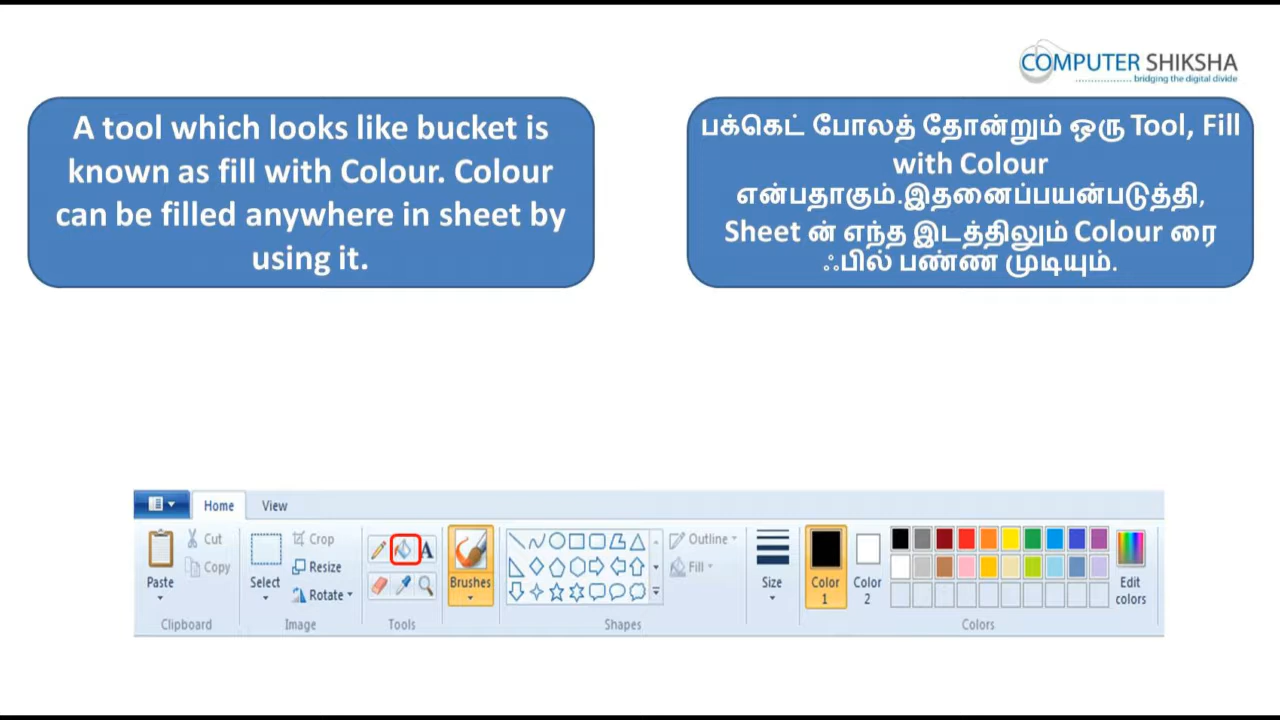 COMPUTER SHIKSHA
bridging the digital divide
A tool which looks like bucket is
known as fill with Colour. Colour
can be filled anywhere in sheet by
using it.
பக்கெட் போலத் தோன்றும் ஒரு Tool, Fill
with Colour
என்பதாகும்.இதனைப்பயன்படுத்தி,
Sheet ன் எந்த இடத்திலும் Colour ரை
ஃபில் பண்ண முடியும்.
Home View
Cut
Copy
Paste
Clipboard
Select
Crop
Resize
Rotate
Image
A
Tools
Brushes
Outline
Fill
Shapes
Size
Color
1
Color
2
Edit
colors
Colors